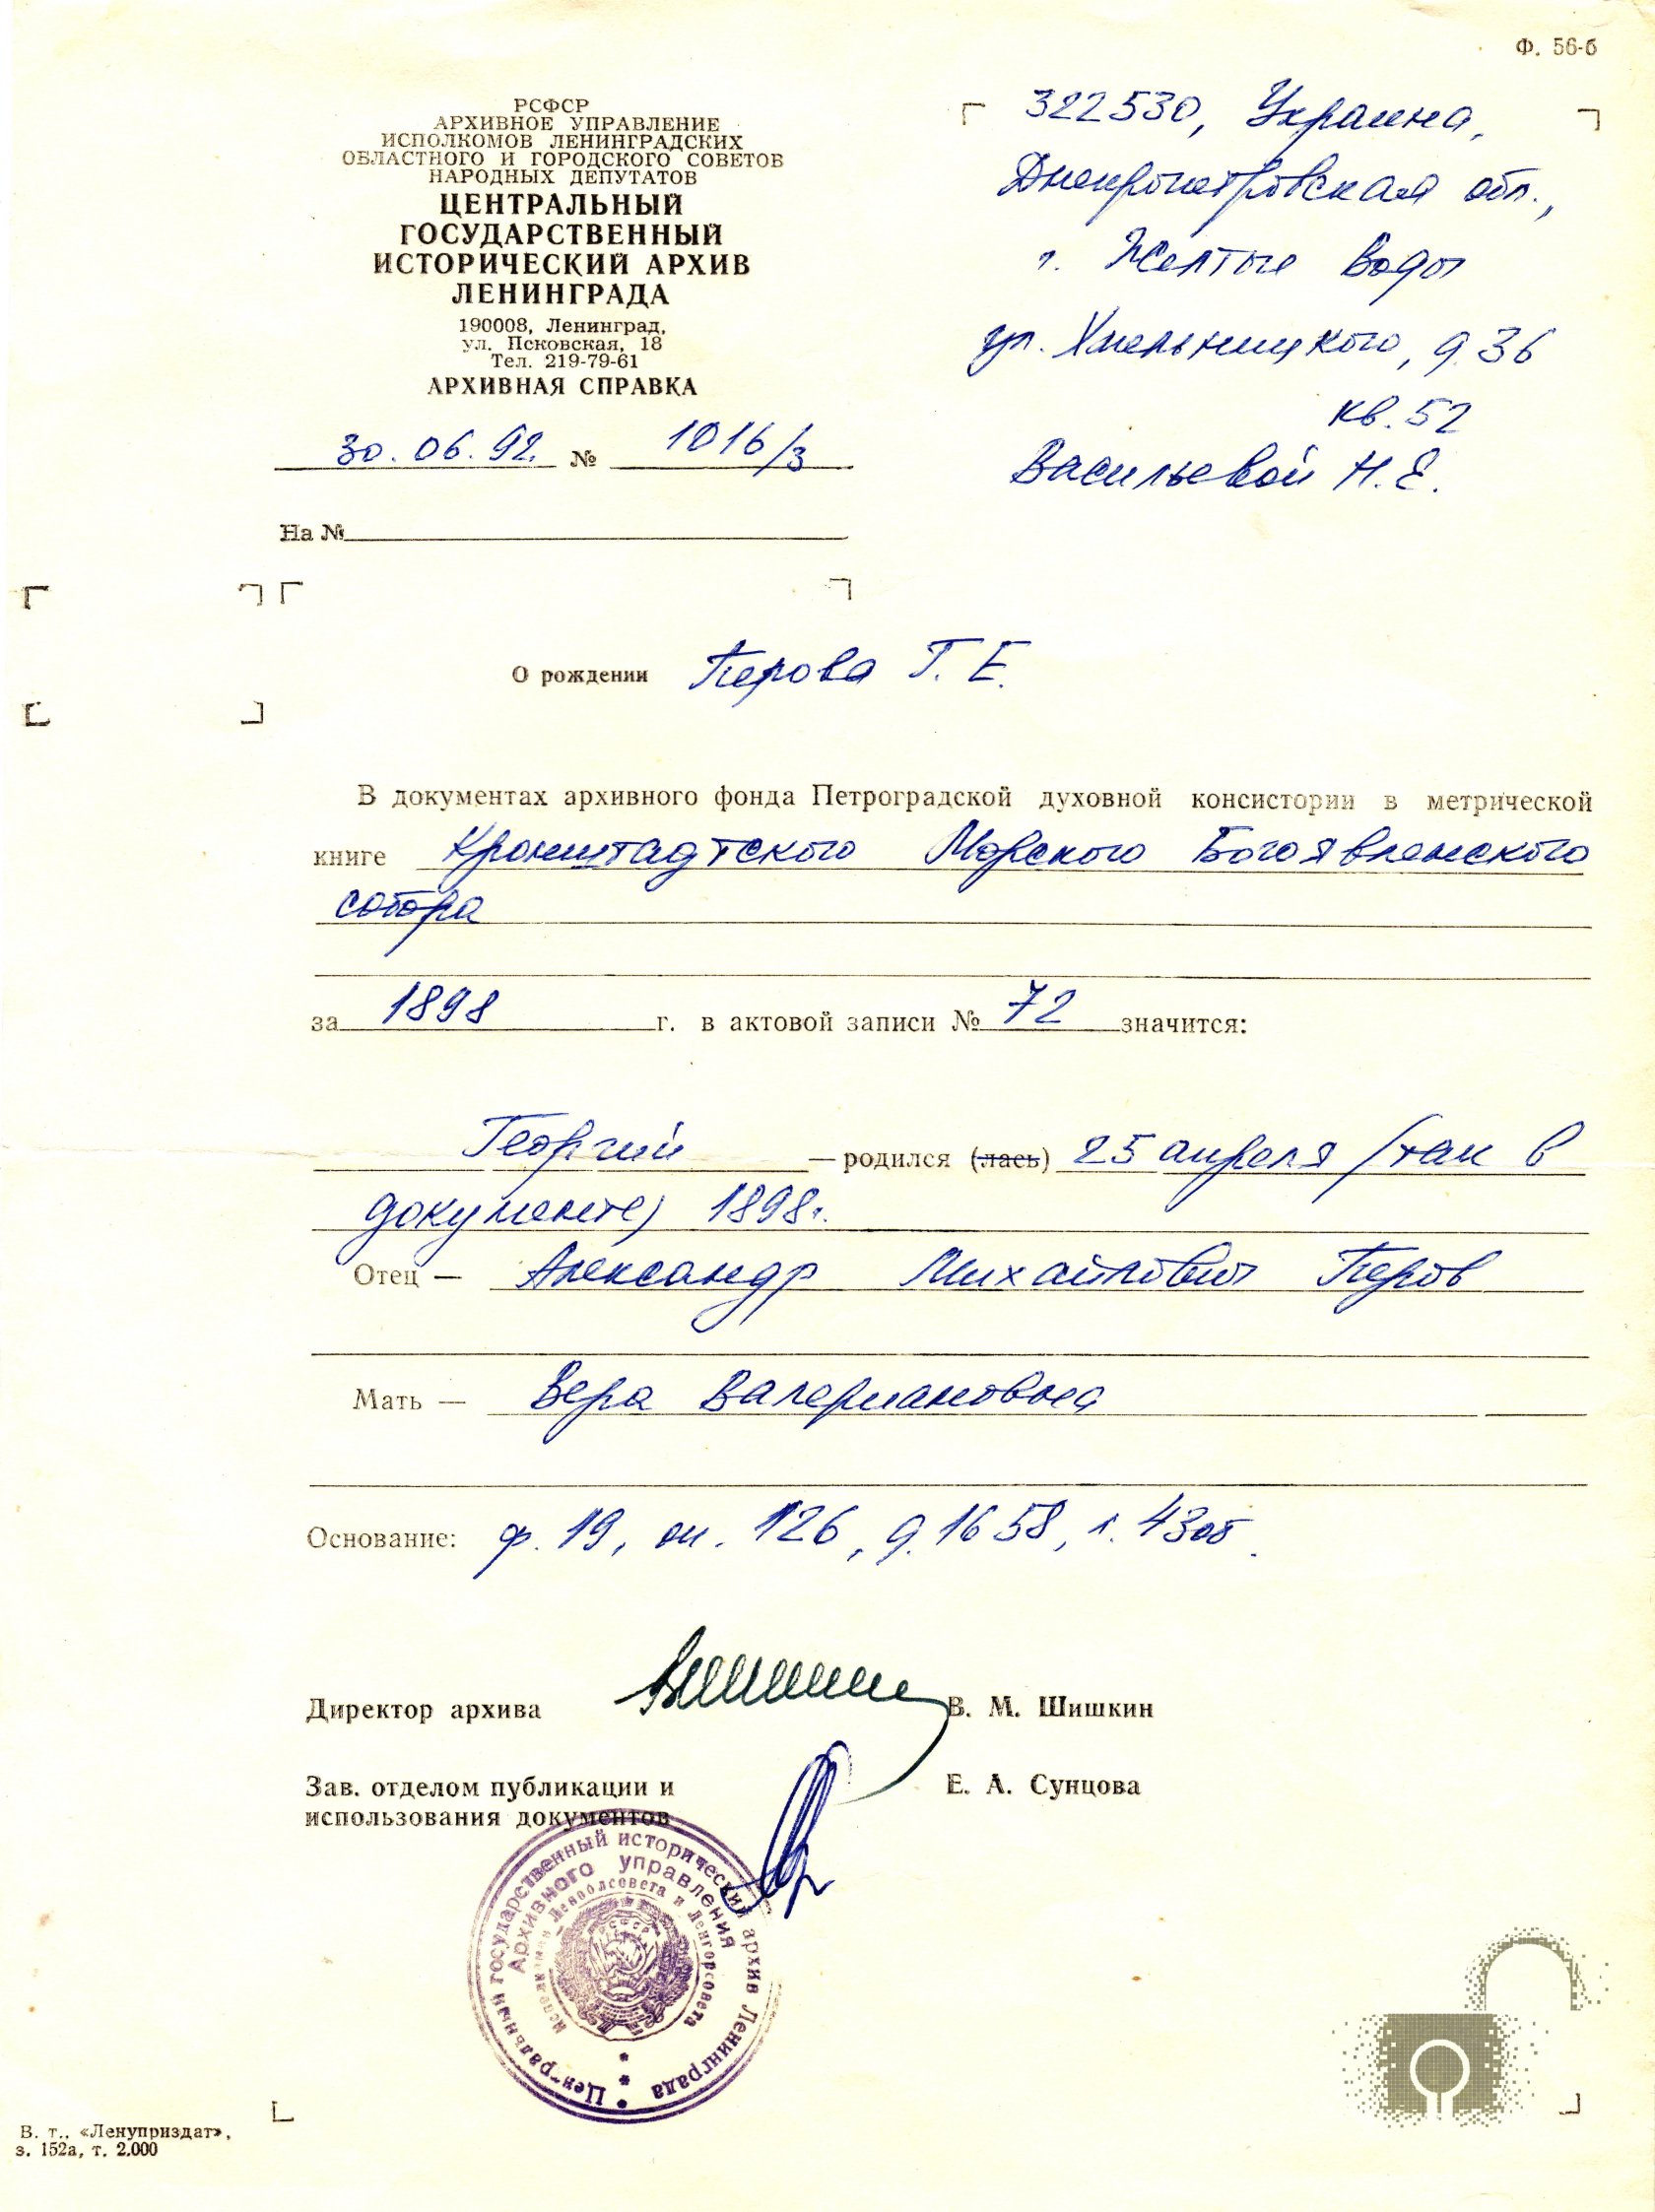 Ф. 56-б
РСФСР
АРХИВНОЕ УПРАВЛЕНИЕ
ИСПОЛКОМОВ ЛЕНИНГРАДСКИХ
ОБЛАСТНОГО И ГОРОДСКОГО СОВЕТОВ
НАРОДНЫХ ДЕПУТАТОВ
ЦЕНТРАЛЬНЫЙ
ГОСУДАРСТВЕННЫЙ
ИСТОРИЧЕСКИЙ АРХИВ
ЛЕНИНГРАДА
190008, Ленинград,
ул. Псковская, 18
Тел. 219-79-61
АРХИВНАЯ СПРАВКА
30.06.92. № 1016/з
На №
322530, Украина,
Днепропетровская обл.,
г. Желтые Воды
ул. Хмельницкого, д. 36
кв. 52
Васильевой Н. Е.
О рождении Перова Г. Е.
В документах архивного фонда Петроградской духовной консистории в метрической
книге Кронштадтского Морского Богоявленского
собора
за 1898 г. в актовой записи № 72 значится:
Георгий — родился (лась) 25 апреля /так в
документе) 1898г.
Отец — Александр Михайлович Перов
Мать — Вера Валериановна
Основание: ф. 19, оп. 126, д. 1658, л. 43об.
Директор архива В. М. Шишкин
Зав. отделом публикации и Е. А. Сунцова
использования документов
Центральный государственный исторический архив Ленинграда
Архивного управления
Исполкомы Леноблсовета и Ленгорсовета
РСФСР
В. т., «Ленуприздат»,
з. 152а, т. 2.000